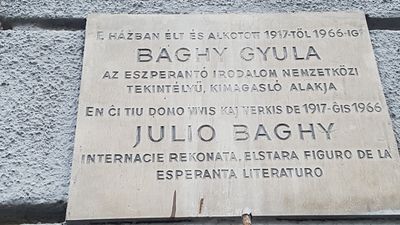 E HÁZBAN ÉLT ÉS ALKOTOTT 1917-TŐL 1966-IG
BAGHY GYULA
AZ ESZPERANTÓ IRODALOM NEMZETKÖZI
TEKINTÉLYŰ, KIMAGASLÓ ALAKJA
EN ĈI TIU DOMO VIVIS KAJ VERKIS DE 1917-ĜIS 1966
JULIO BAGHY
INTERNACIE REKONATA, ELSTARA FIGURO DE LA
ESPERANTA LITERATURO